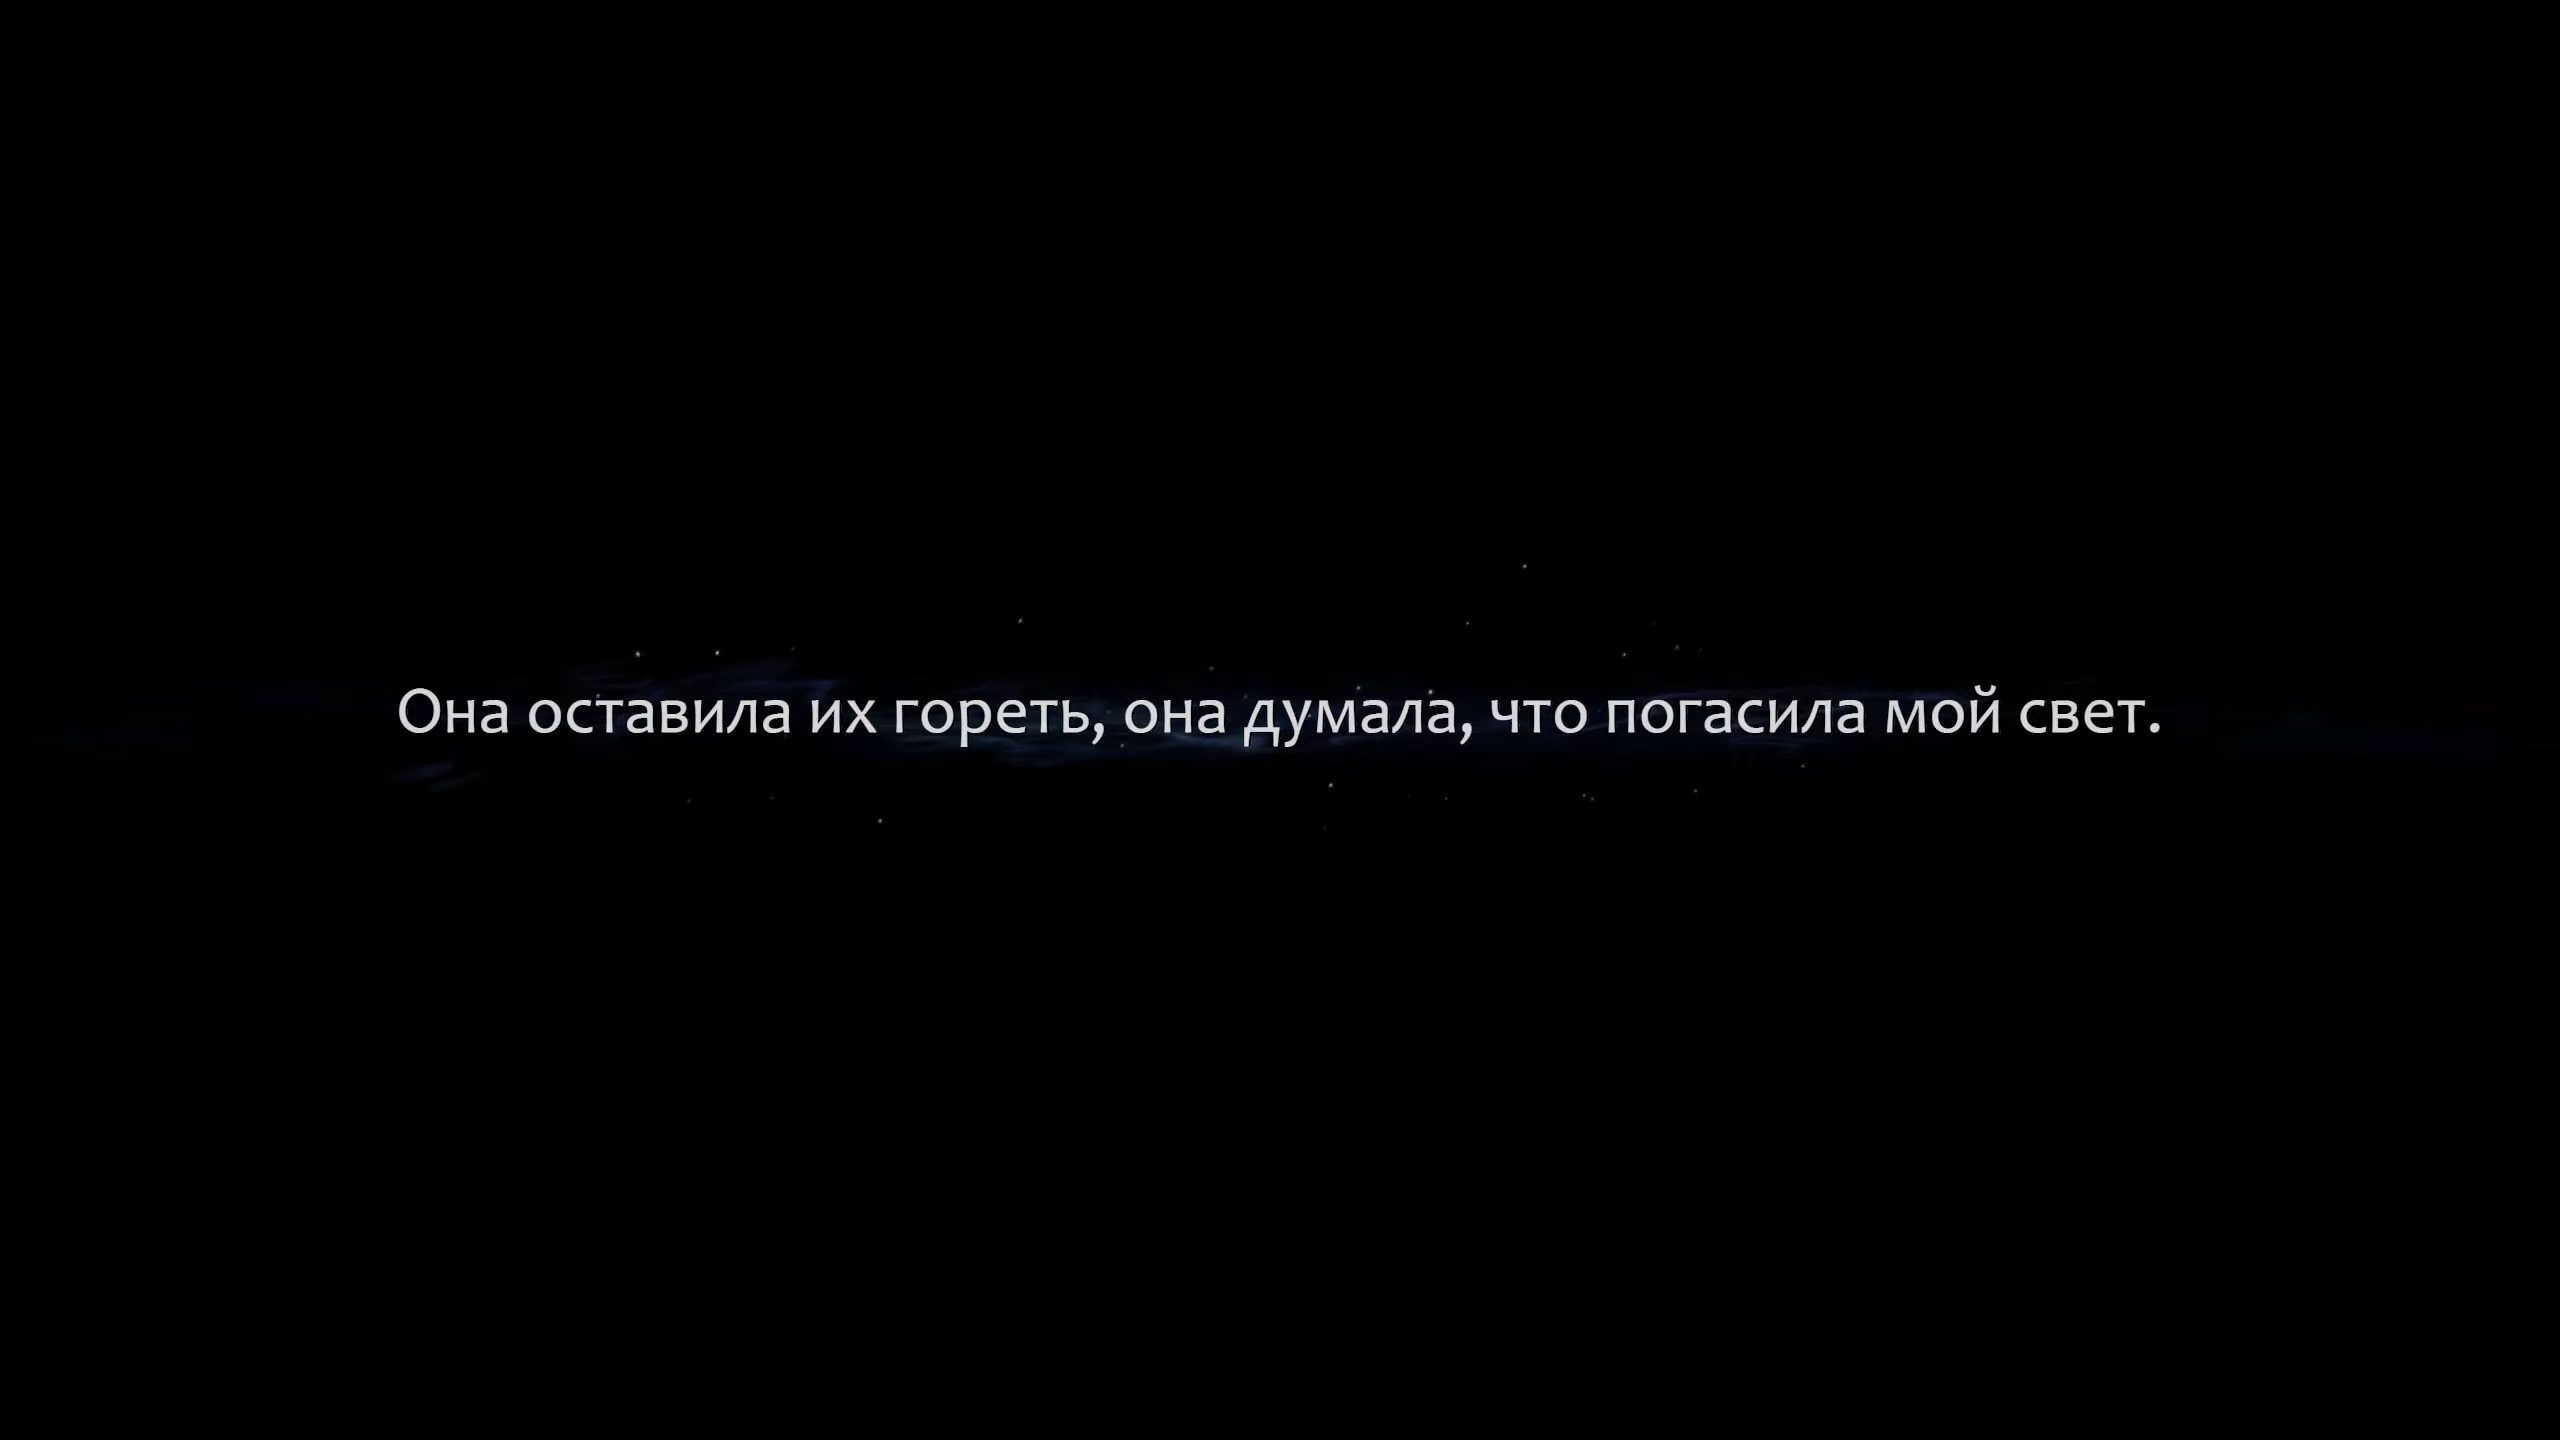 Она оставила их гореть, она думала, что погасила мой свет.